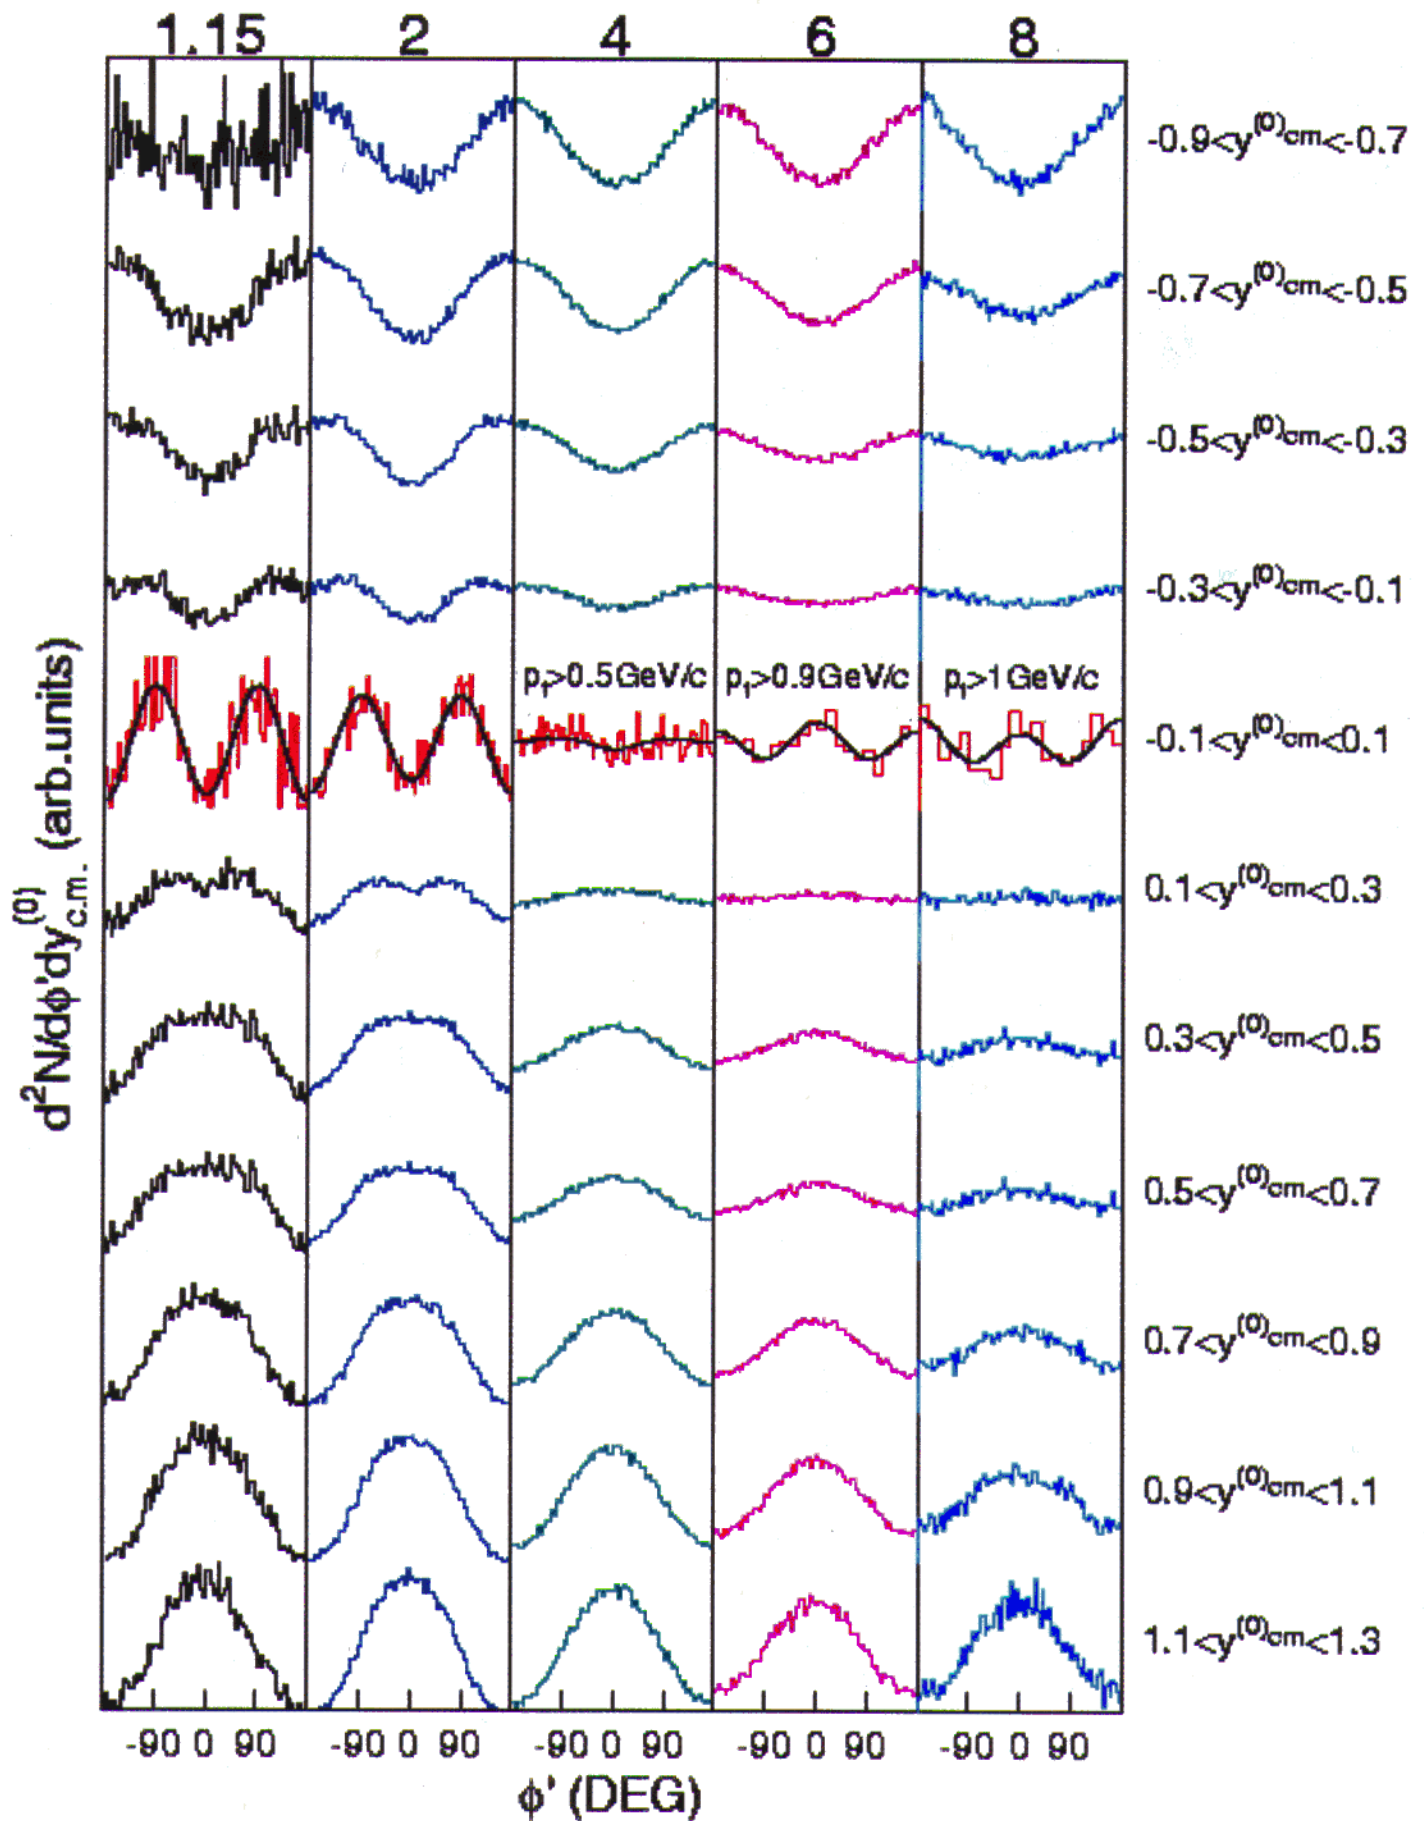 1.15 2 4 6 8
-0.9<y(0)cm<-0.7
-0.7<y(0)cm<-0.5
-0.5<y(0)cm<-0.3
-0.3<y(0)cm<-0.1
pt>0.5GeV/c pt>0.9GeV/c pt>1GeV/c
-0.1<y(0)cm<0.1
0.1<y(0)cm<0.3
0.3<y(0)cm<0.5
0.5<y(0)cm<0.7
0.7<y(0)cm<0.9
0.9<y(0)cm<1.1
1.1<y(0)cm<1.3
d2N/dϕ'dy(0)c.m. (arb.units)
-90 0 90 -90 0 90 -90 0 90 -90 0 90 -90 0 90
ϕ' (DEG)